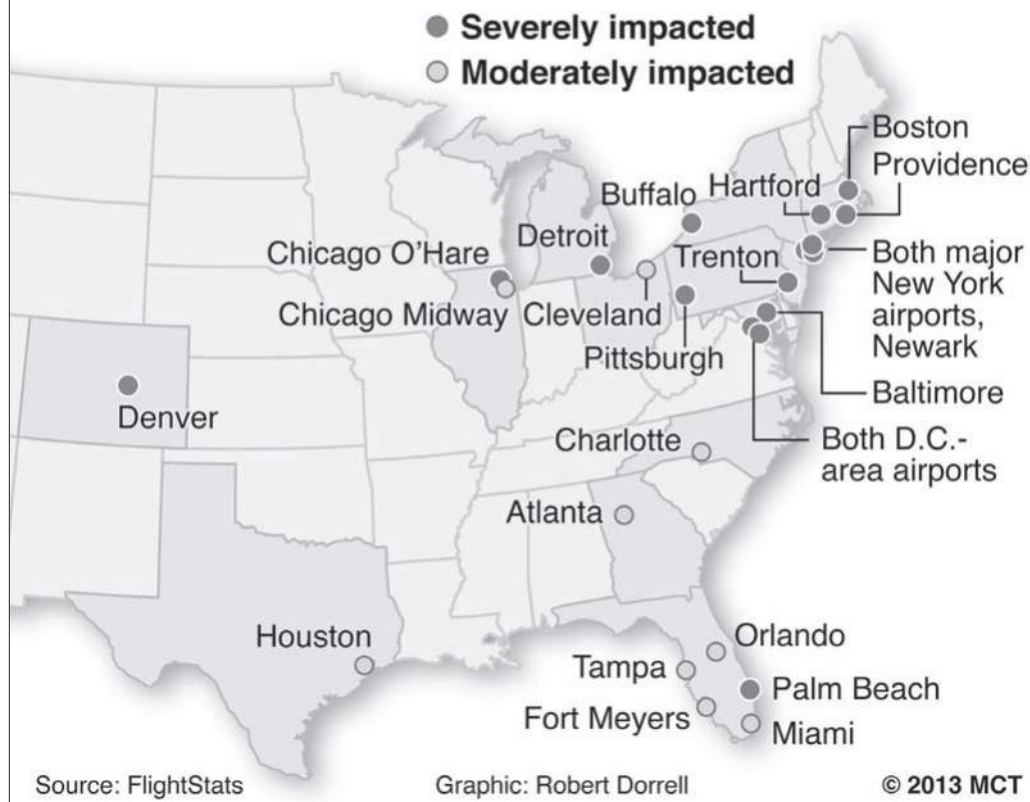 Severely impacted
Moderately impacted
Boston
Providence
Buffalo
Hartford
Detroit
Chicago O'Hare
Trenton
Both major
New York
airports,
Newark
Chicago Midway
Cleveland
Pittsburgh
Baltimore
Denver
Charlotte
Both D.C.-
area airports
Atlanta
Houston
Orlando
Tampa
Palm Beach
Fort Meyers
Miami
Source: FlightStats
Graphic: Robert Dorrell
© 2013 MCT